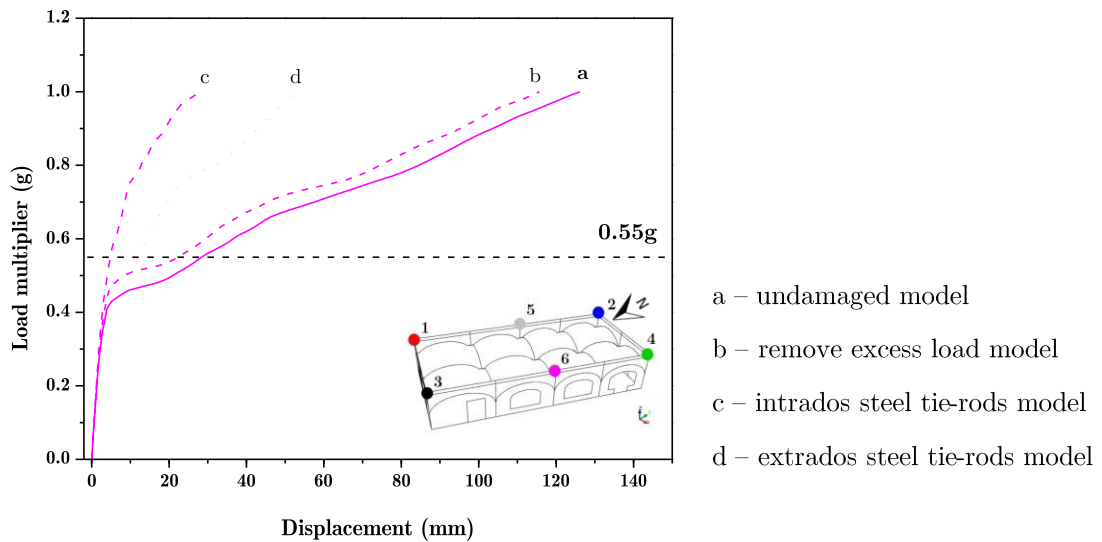 1.2
1.0
0.8
0.6
0.4
0.2
0.0
Load multiplier (g)
c
d
b
a
0.55g
1
5
2
N
4
3
6
0
20
40
60
80
100
120
140
Displacement (mm)
a – undamaged model
b – remove excess load model
c – intrados steel tie-rods model
d – extrados steel tie-rods model